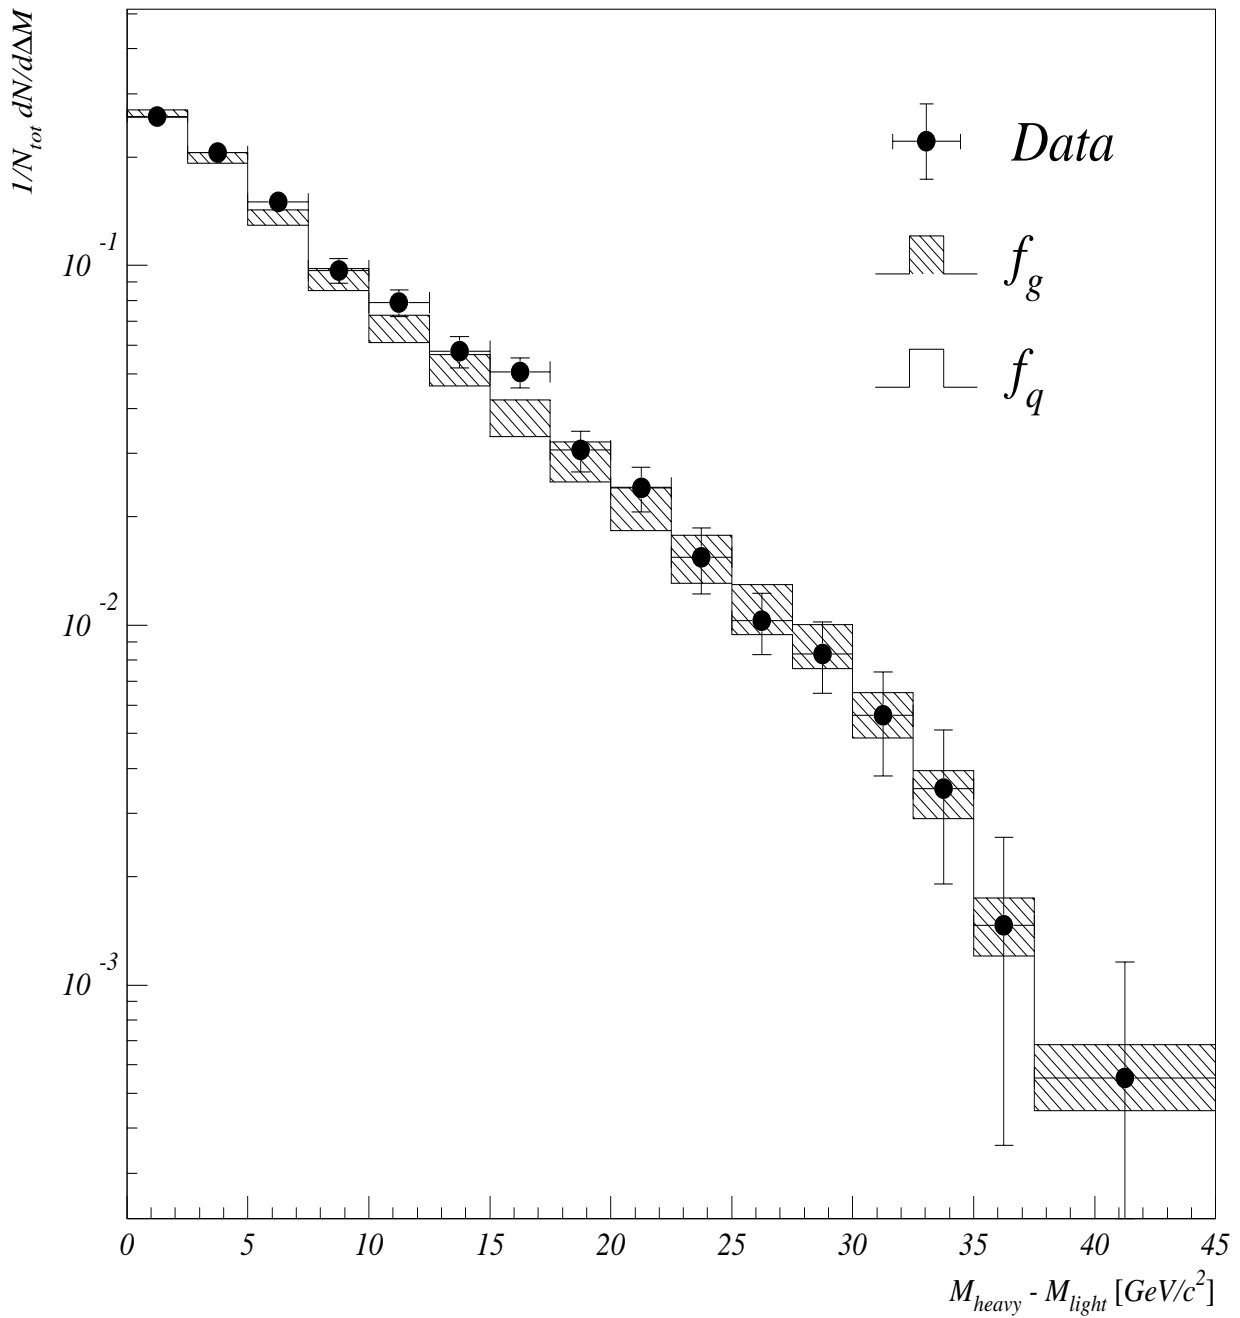 1/N_tot dN/dΔM
Data
f_g
f_q
10^-1
10^-2
10^-3
0 5 10 15 20 25 30 35 40 45
M_heavy - M_light [GeV/c^2]